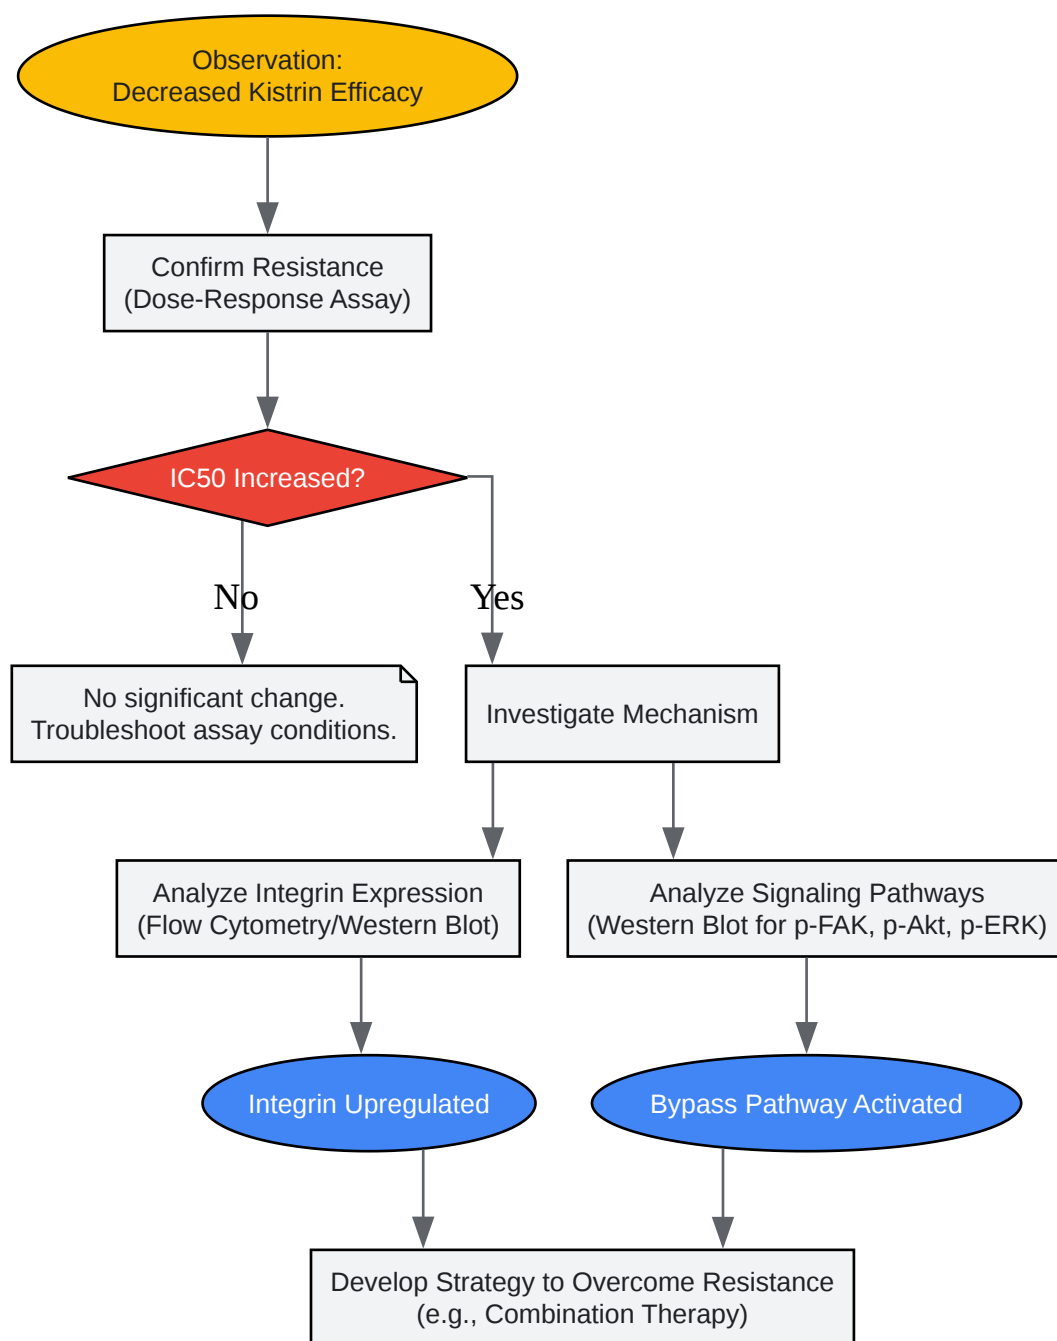 Observation:
Decreased Kistrin Efficacy
Confirm Resistance
(Dose-Response Assay)
IC50 Increased?
No
Yes
No significant change.
Troubleshoot assay conditions.
Investigate Mechanism
Analyze Integrin Expression
(Flow Cytometry/Western Blot)
Analyze Signaling Pathways
(Western Blot for p-FAK, p-Akt, p-ERK)
Integrin Upregulated
Bypass Pathway Activated
Develop Strategy to Overcome Resistance
(e.g., Combination Therapy)